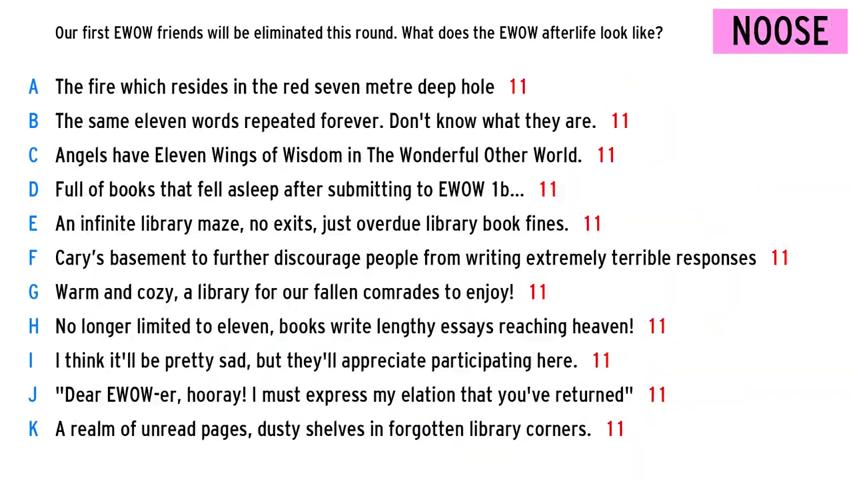 Our first EWOW friends will be eliminated this round. What does the EWOW afterlife look like?
NOOSE
A The fire which resides in the red seven metre deep hole 11
B The same eleven words repeated forever. Don't know what they are. 11
C Angels have Eleven Wings of Wisdom in The Wonderful Other World. 11
D Full of books that fell asleep after submitting to EWOW 1b... 11
E An infinite library maze, no exits, just overdue library book fines. 11
F Cary’s basement to further discourage people from writing extremely terrible responses 11
G Warm and cozy, a library for our fallen comrades to enjoy! 11
H No longer limited to eleven, books write lengthy essays reaching heaven! 11
I I think it'll be pretty sad, but they'll appreciate participating here. 11
J "Dear EWOW-er, hooray! I must express my elation that you've returned" 11
K A realm of unread pages, dusty shelves in forgotten library corners. 11